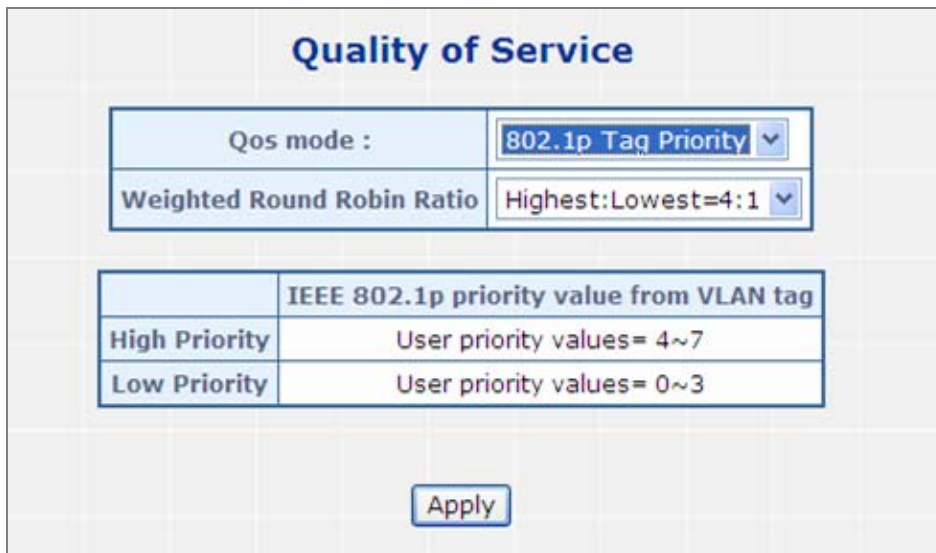 Quality of Service
Qos mode : 802.1p Tag Priority
Weighted Round Robin Ratio Highest:Lowest=4:1
IEEE 802.1p priority value from VLAN tag
High Priority User priority values= 4~7
Low Priority User priority values= 0~3
Apply